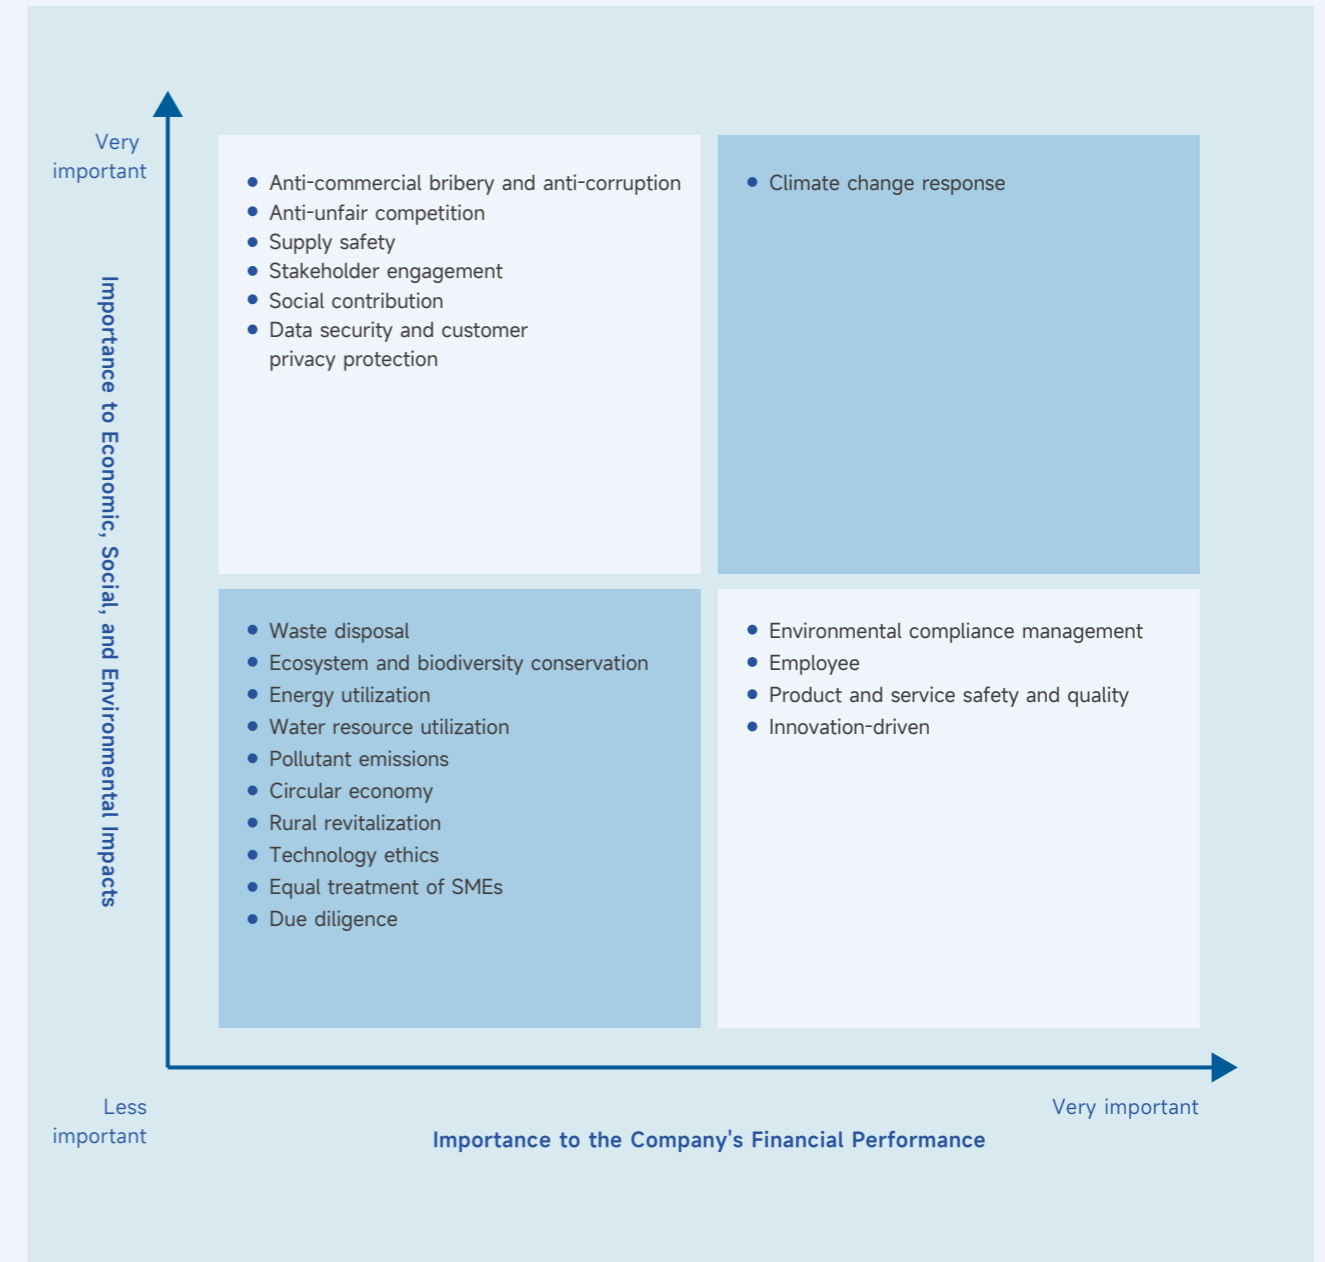 Very
important
Importance to Economic, Social, and Environmental Impacts
Anti-commercial bribery and anti-corruption
Anti-unfair competition
Supply safety
Stakeholder engagement
Social contribution
Data security and customer
privacy protection
Climate change response
Waste disposal
Ecosystem and biodiversity conservation
Energy utilization
Water resource utilization
Pollutant emissions
Circular economy
Rural revitalization
Technology ethics
Equal treatment of SMEs
Due diligence
Environmental compliance management
Employee
Product and service safety and quality
Innovation-driven
Less
important
Very important
Importance to the Company's Financial Performance